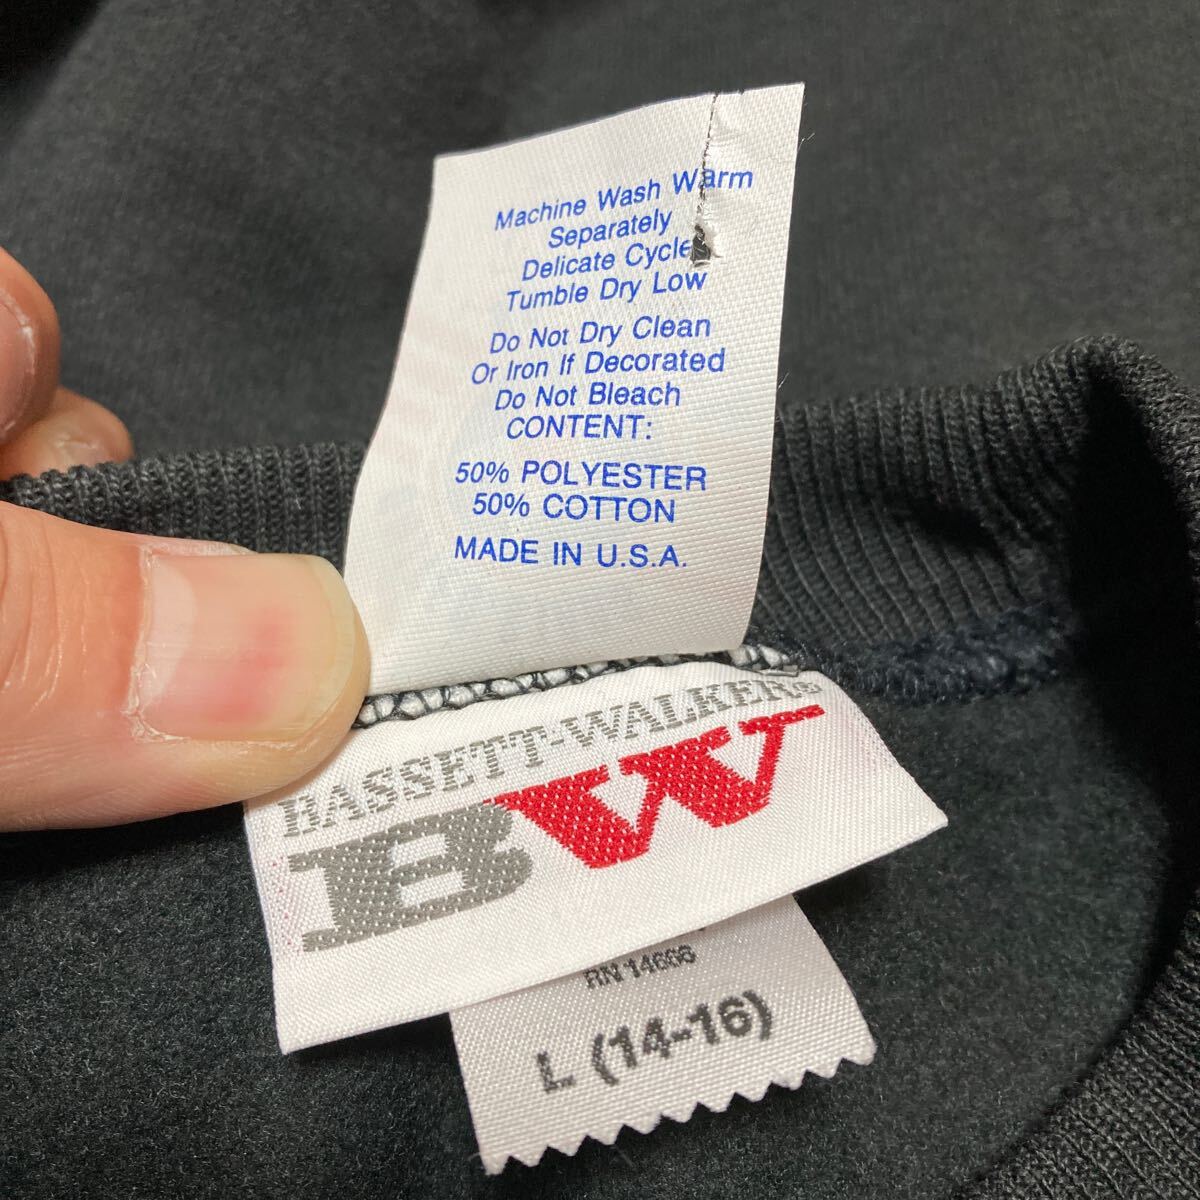 Machine Wash Warm
Separately
Delicate Cycle
Tumble Dry Low
Do Not Dry Clean
Or Iron If Decorated
Do Not Bleach
CONTENT:
50% POLYESTER
50% COTTON
MADE IN U.S.A.
BASSETT-WALKER®
BW
RN 14806
L (14-16)